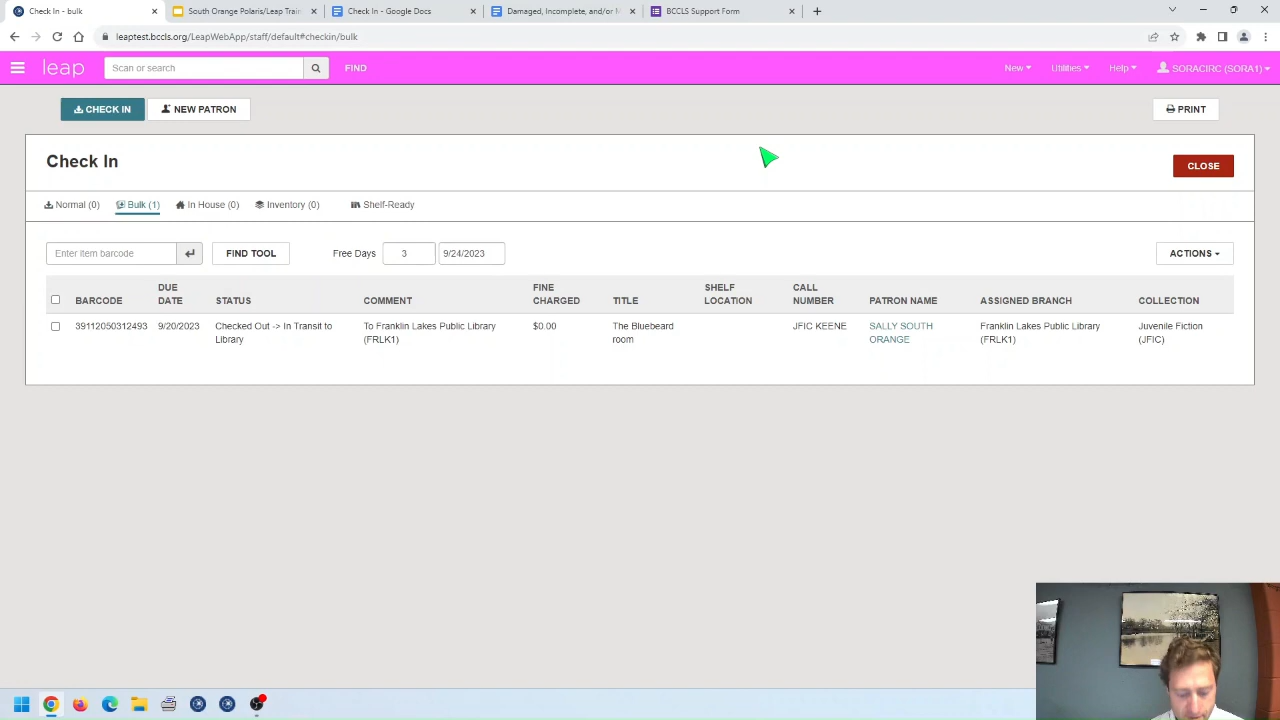 Check In - bulk
South Orange Polaris/Leap Train
Check In - Google Docs
Damaged, Incomplete, and/or M
BCCLS Support Form
leaptest.bccls.org/LeapWebApp/staff/default#checkin/bulk
leap
Scan or search
FIND
New
Utilities
Help
SORACIRC (SORA1)
CHECK IN
NEW PATRON
PRINT
Check In
CLOSE
Normal (0)
Bulk (1)
In House (0)
Inventory (0)
Shelf-Ready
Enter item barcode
FIND TOOL
Free Days
3
9/24/2023
ACTIONS
BARCODE
DUE
DATE
STATUS
COMMENT
FINE
CHARGED
TITLE
SHELF
LOCATION
CALL
NUMBER
PATRON NAME
ASSIGNED BRANCH
COLLECTION
39112050312493
9/20/2023
Checked Out -> In Transit to
Library
To Franklin Lakes Public Library
(FRLK1)
$0.00
The Bluebeard
room
JFIC KEENE
SALLY SOUTH
ORANGE
Franklin Lakes Public Library
(FRLK1)
Juvenile Fiction
(JFIC)